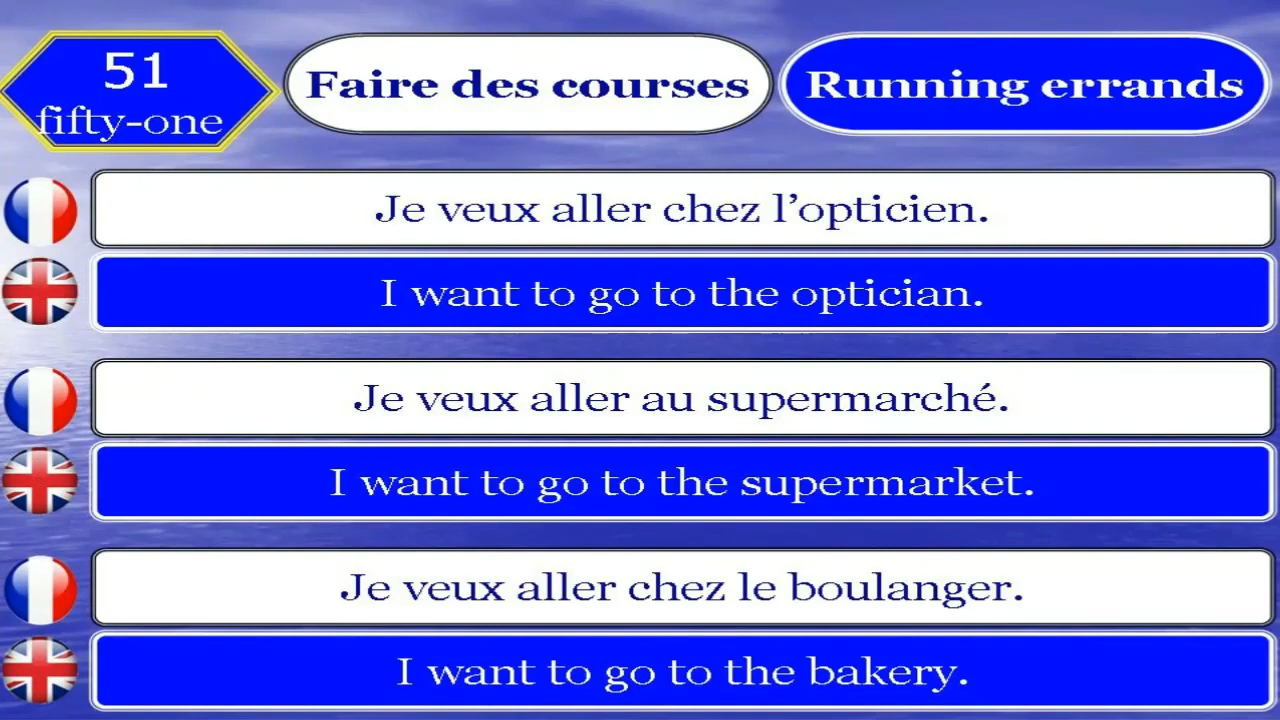 51
fifty-one
Faire des courses
Running errands
Je veux aller chez l’opticien.
I want to go to the optician.
Je veux aller au supermarché.
I want to go to the supermarket.
Je veux aller chez le boulanger.
I want to go to the bakery.